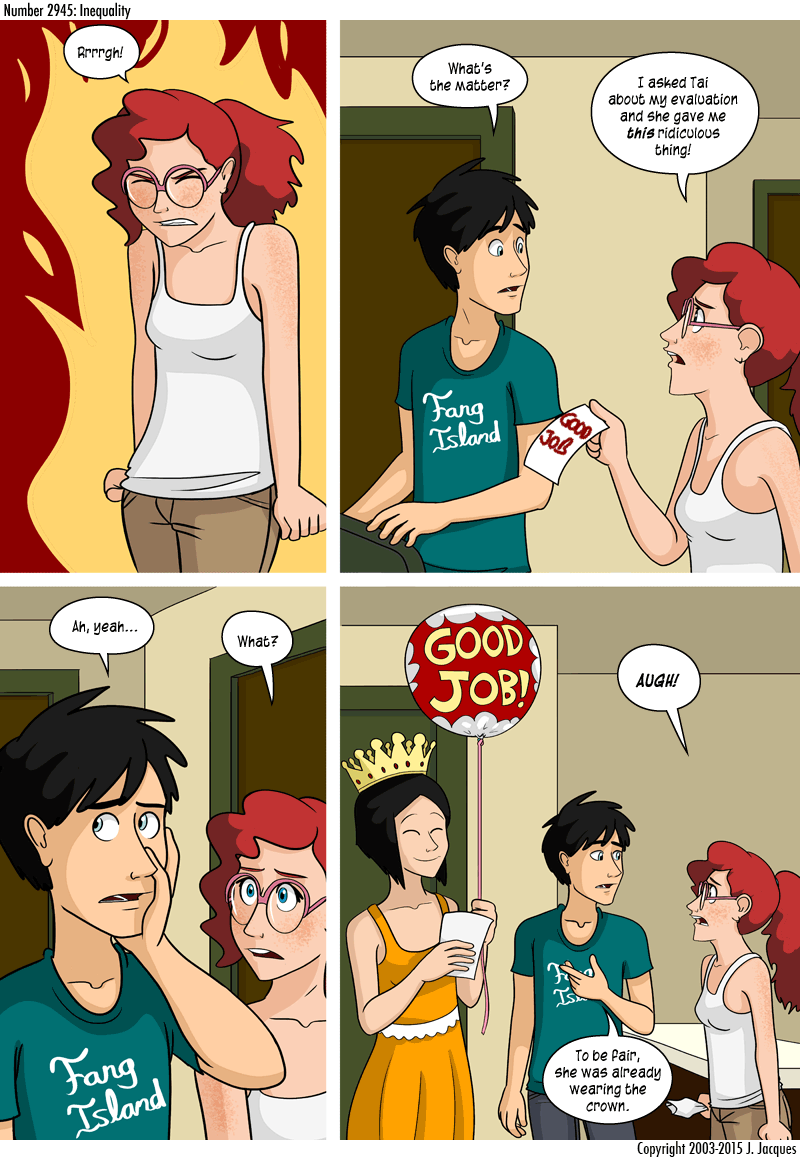 Number 2945: Inequality
Rrrrgh!
What's
the matter?
I asked Tai
about my evaluation
and she gave me
this ridiculous
thing!
Fang
Island
GOOD
JOB
Ah, yeah...
What?
Fang
Island
GOOD
JOB!
AUGH!
Fa
Isl
To be fair,
she was already
wearing the
crown.
Copyright 2003-2015 J. Jacques